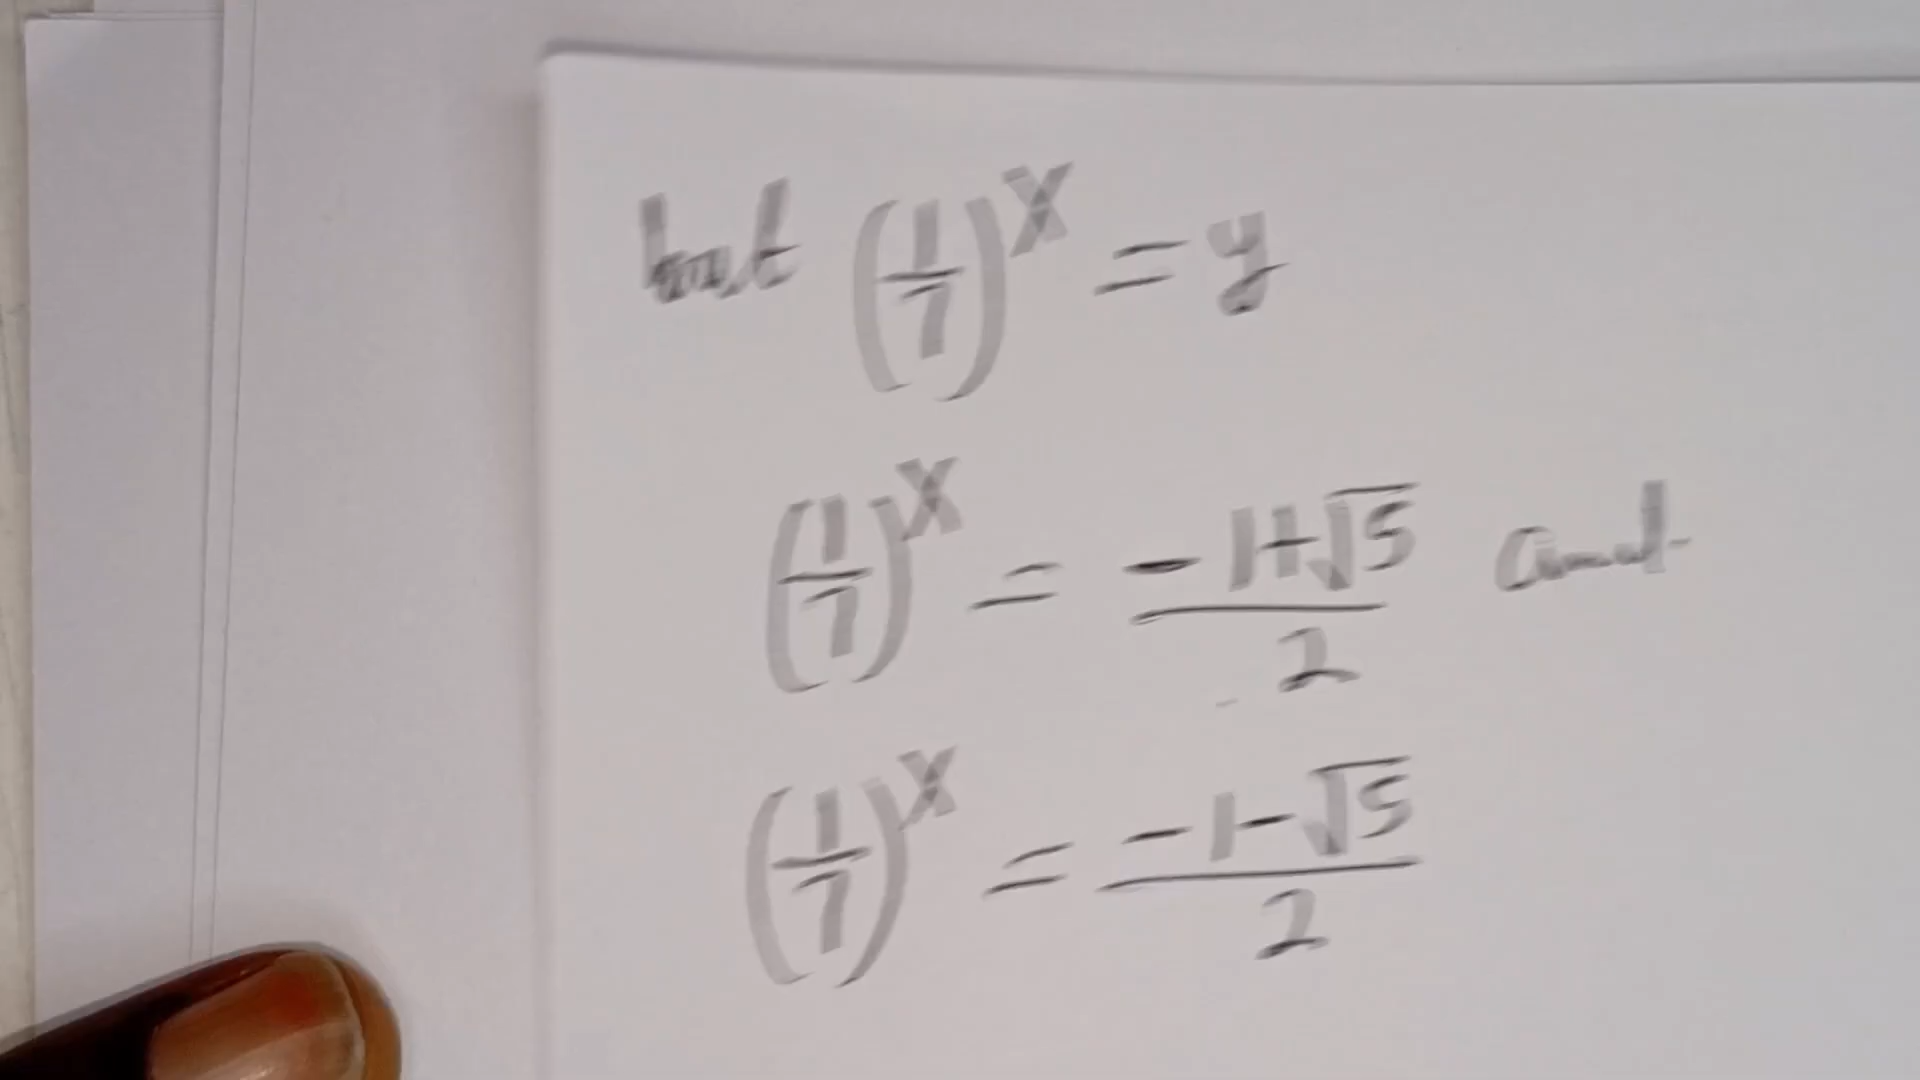 but (1/7)^x = y
(1/7)^x = (-1+√5)/2 and
(1/7)^x = (-1-√5)/2